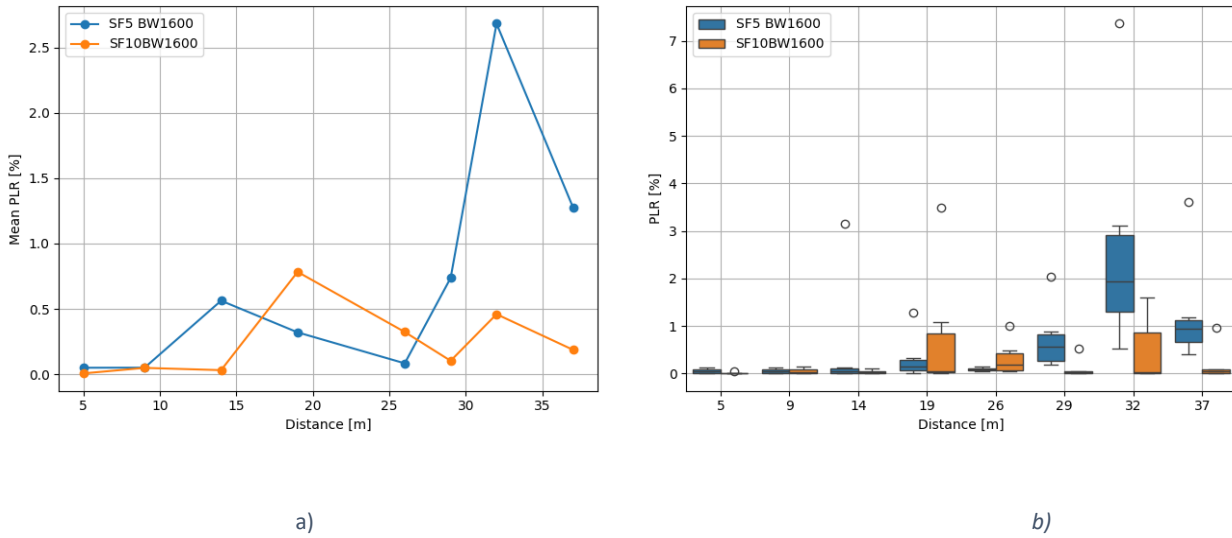 SF5 BW1600
SF10BW1600
2.5
2.0
1.5
1.0
0.5
0.0
Mean PLR [%]
5 10 15 20 25 30 35
Distance [m]
a)
SF5 BW1600
SF10BW1600
7
6
5
4
3
2
1
0
PLR [%]
5 9 14 19 26 29 32 37
Distance [m]
b)